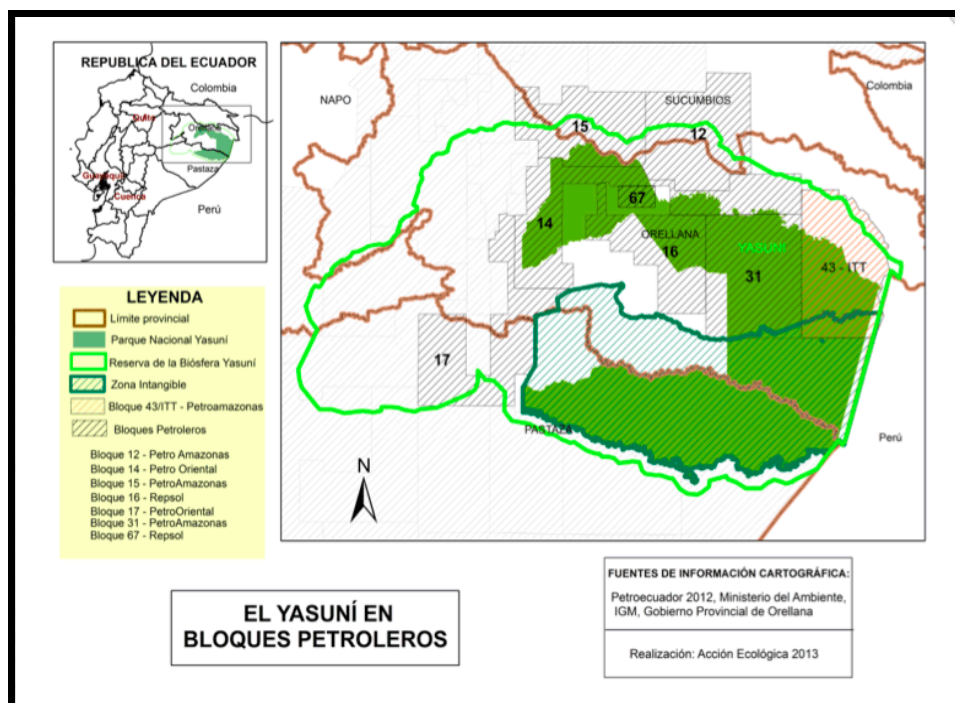 REPUBLICA DEL ECUADOR
Colombia
Quito
Orellana
Pastaza
Guayaquil
Cuenca
Perú
NAPO
SUCUMBIOS
Colombia
15
12
67
14
ORELLANA
16
YASUNI
31
43 - ITT
17
PASTAZA
Perú
N
LEYENDA
Límite provincial
Parque Nacional Yasuní
Reserva de la Biósfera Yasuní
Zona Intangible
Bloque 43/ITT - Petroamazonas
Bloques Petroleros
Bloque 12 - Petro Amazonas
Bloque 14 - Petro Oriental
Bloque 15 - PetroAmazonas
Bloque 16 - Repsol
Bloque 17 - PetroOriental
Bloque 31 - PetroAmazonas
Bloque 67 - Repsol
EL YASUNÍ EN
BLOQUES PETROLEROS
FUENTES DE INFORMACIÓN CARTOGRÁFICA:
Petroecuador 2012, Ministerio del Ambiente,
IGM, Gobierno Provincial de Orellana
Realización: Acción Ecológica 2013